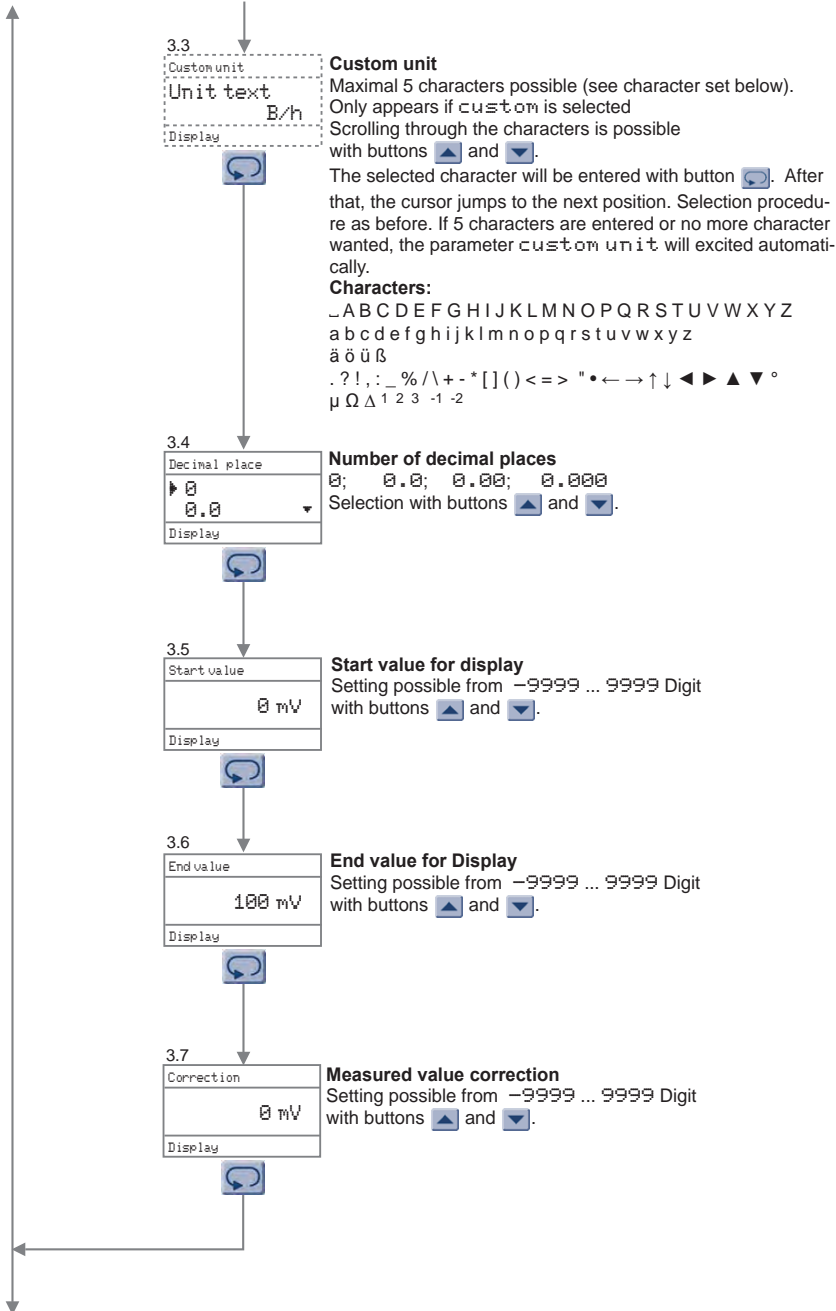 3.3
Custom unit
Unit text
B/h
Display
Custom unit
Maximal 5 characters possible (see character set below).
Only appears if custom is selected
Scrolling through the characters is possible
with buttons ▲ and ▼.
The selected character will be entered with button . After
that, the cursor jumps to the next position. Selection procedu-
re as before. If 5 characters are entered or no more character
wanted, the parameter custom unit will excited automati-
cally.
Characters:
⎵ A B C D E F G H I J K L M N O P Q R S T U V W X Y Z
a b c d e f g h i j k l m n o p q r s t u v w x y z
ä ö ü ß
. ? ! , : _ % / \ + - * [ ] ( ) < = > " • ← → ↑ ↓ ◄ ► ▲ ▼ °
µ Ω Δ ¹ ² ³ ⁻¹ ⁻²
3.4
Decimal place
0
0.0
Display
Number of decimal places
0; 0.0; 0.00; 0.000
Selection with buttons ▲ and ▼.
3.5
Start value
0 mV
Display
Start value for display
Setting possible from −9999 ... 9999 Digit
with buttons ▲ and ▼.
3.6
End value
100 mV
Display
End value for Display
Setting possible from −9999 ... 9999 Digit
with buttons ▲ and ▼.
3.7
Correction
0 mV
Display
Measured value correction
Setting possible from −9999 ... 9999 Digit
with buttons ▲ and ▼.